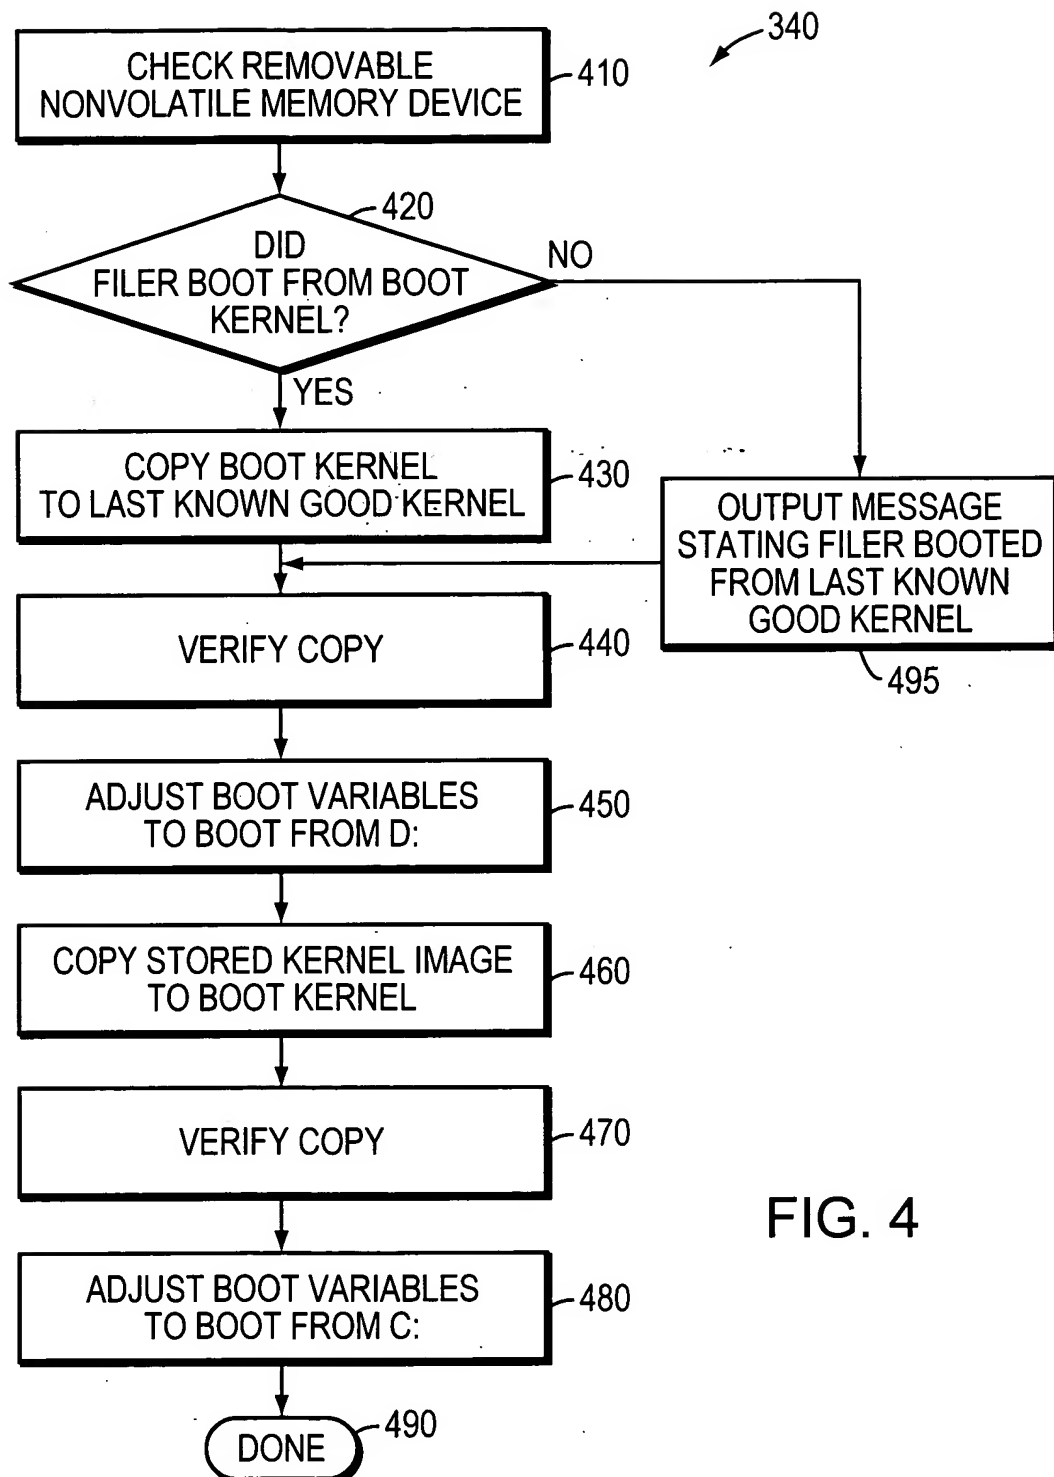 340
CHECK REMOVABLE
NONVOLATILE MEMORY DEVICE
410
420
DID
FILER BOOT FROM BOOT
KERNEL?
NO
YES
COPY BOOT KERNEL
TO LAST KNOWN GOOD KERNEL
430
OUTPUT MESSAGE
STATING FILER BOOTED
FROM LAST KNOWN
GOOD KERNEL
495
VERIFY COPY
440
ADJUST BOOT VARIABLES
TO BOOT FROM D:
450
COPY STORED KERNEL IMAGE
TO BOOT KERNEL
460
VERIFY COPY
470
FIG. 4
ADJUST BOOT VARIABLES
TO BOOT FROM C:
480
DONE
490